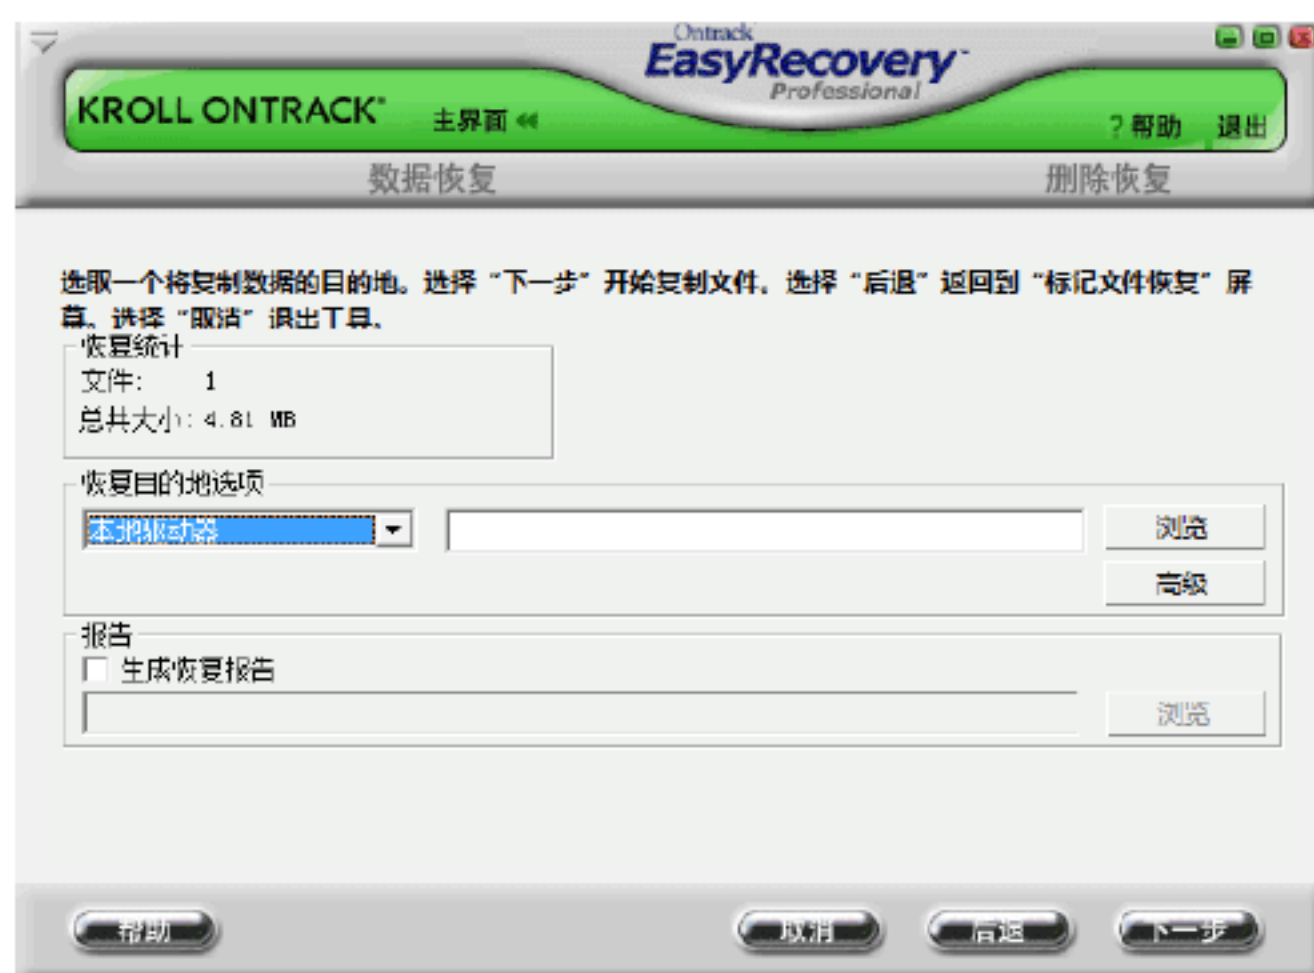 Ontrack
EasyRecovery™
Professional
KROLL ONTRACK® 主界面 ? 帮助 退出
数据恢复 删除恢复
选取一个将复制数据的目的地。选择“下一步”开始复制文件。选择“后退”返回到“标记文件恢复”屏
幕。选择“取消”退出工具。
恢复统计
文件: 1
总共大小: 4.81 MB
恢复目的地选项
本地驱动器 浏览
高级
报告
生成恢复报告
浏览
帮助 取消 后退 下一步